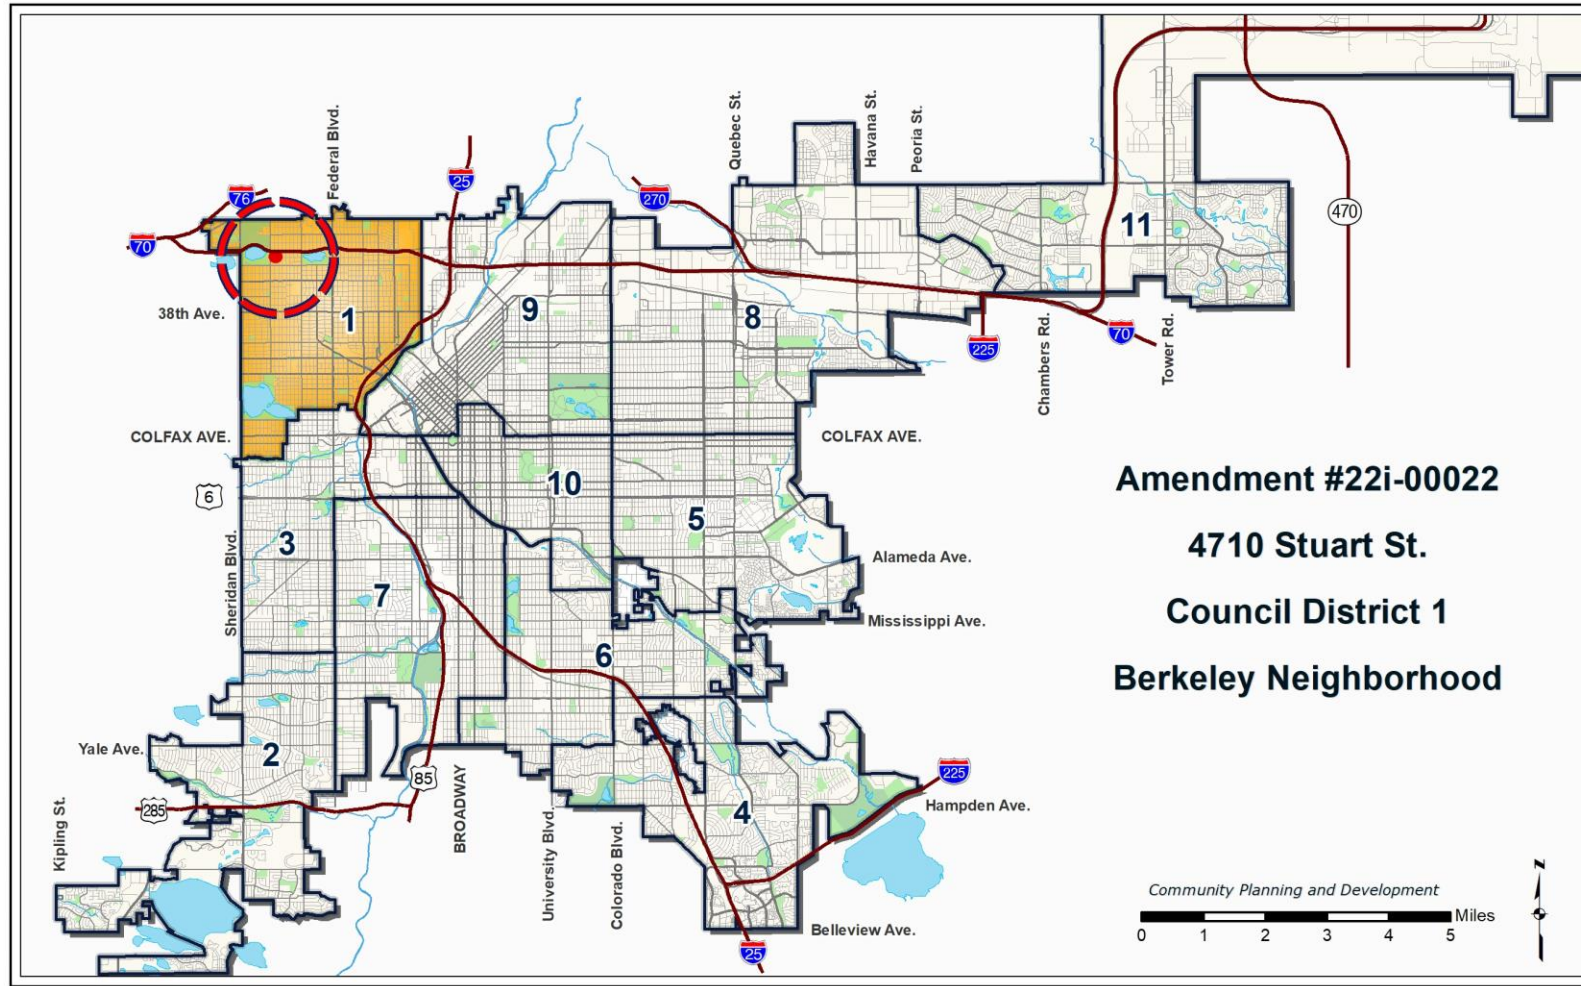 Federal Blvd.
Quebec St.
Havana St.
Peoria St.
76
25
270
70
470
11
38th Ave.
1
9
8
225
70
Chambers Rd.
Tower Rd.
COLFAX AVE.
COLFAX AVE.
6
10
5
3
7
Sheridan Blvd.
Alameda Ave.
Mississippi Ave.
6
Amendment #22i-00022
4710 Stuart St.
Council District 1
Berkeley Neighborhood
Yale Ave.
2
85
285
225
Hampden Ave.
4
Kipling St.
BROADWAY
University Blvd.
Colorado Blvd.
Belleview Ave.
25
Community Planning and Development
Miles
0 1 2 3 4 5
N